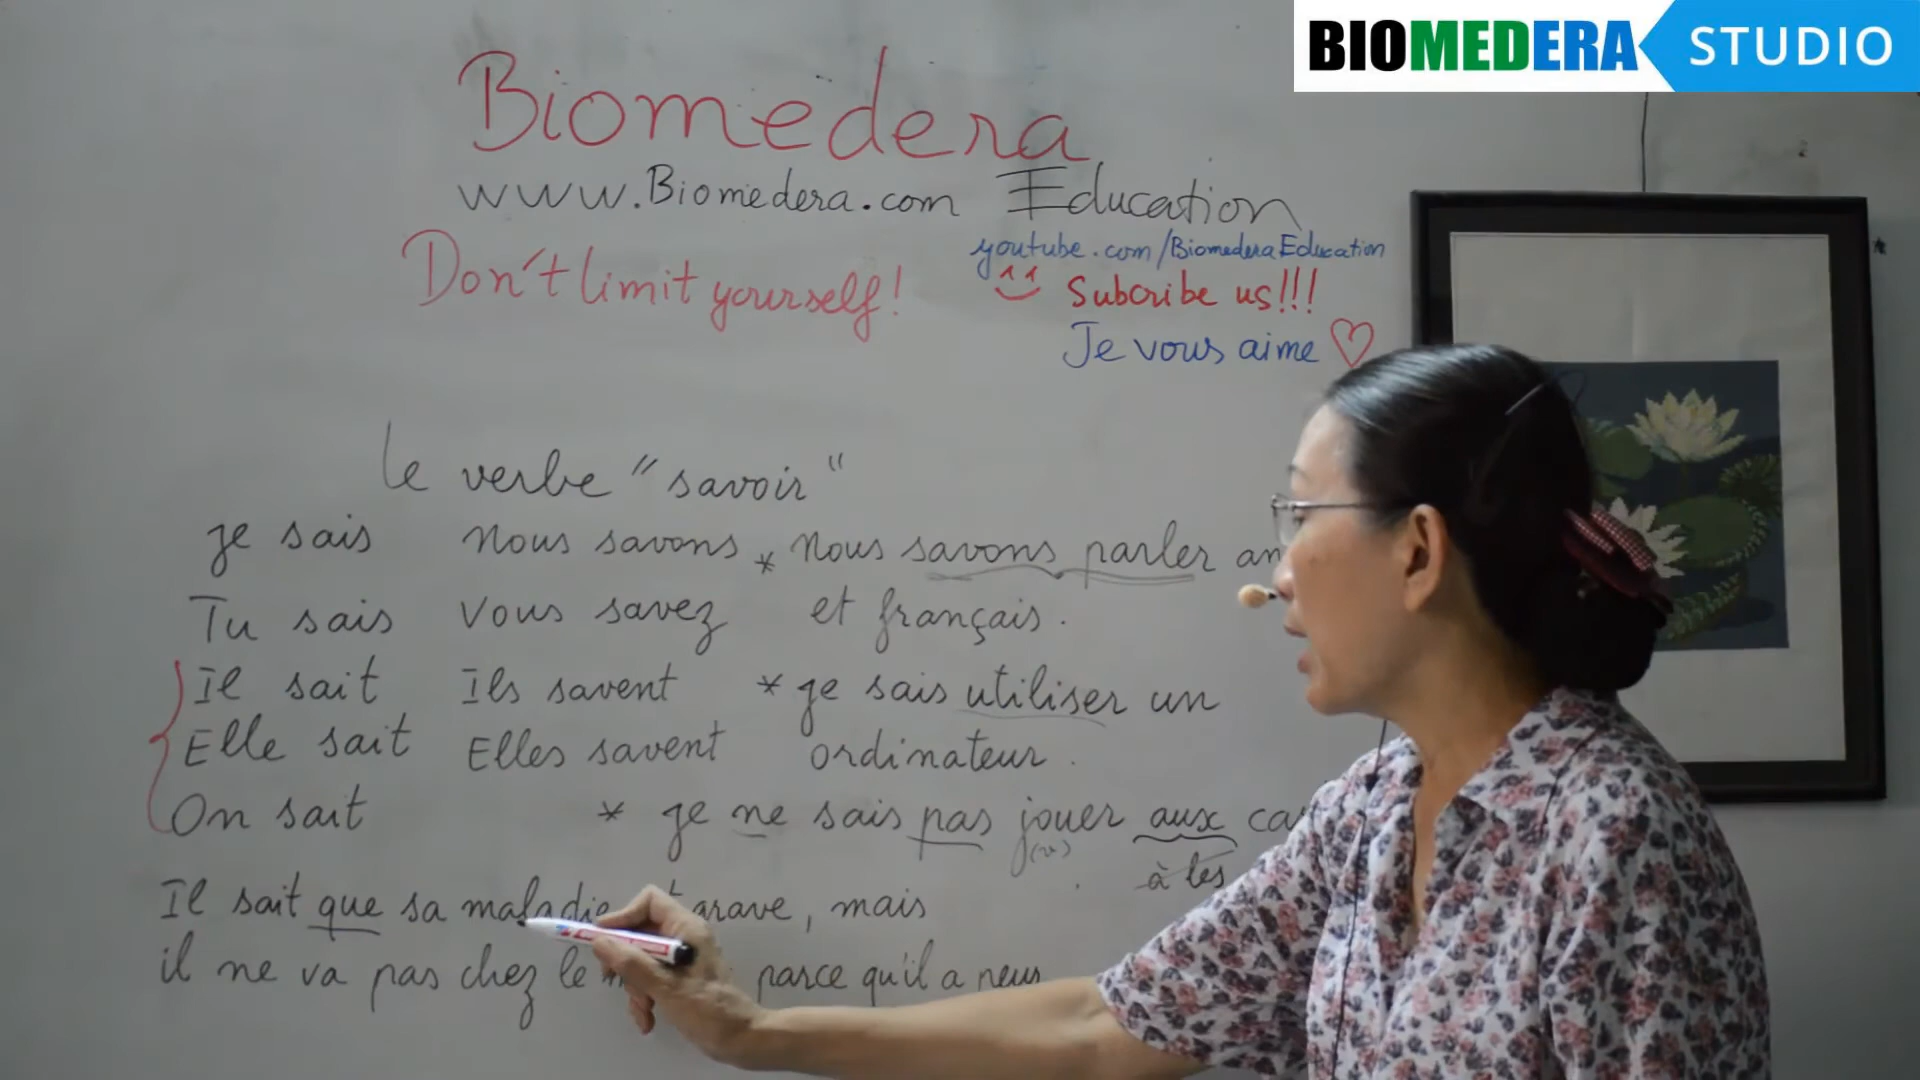 BIOMEDERA STUDIO
Biomedera
www.Biomedera.com Education
youtube.com/BiomederaEducation
Don't limit yourself!
Subcribe us!!!
Je vous aime
le verbe "savoir"
je sais Nous savons * Nous savons parler
Tu sais Vous savez et français.
Il sait Ils savent * je sais utiliser un
Elle sait Elles savent ordinateur.
On sait * je ne sais pas jouer aux
(v)
à les
Il sait que sa maladie grave, mais
il ne va pas chez le parce qu'il a peur